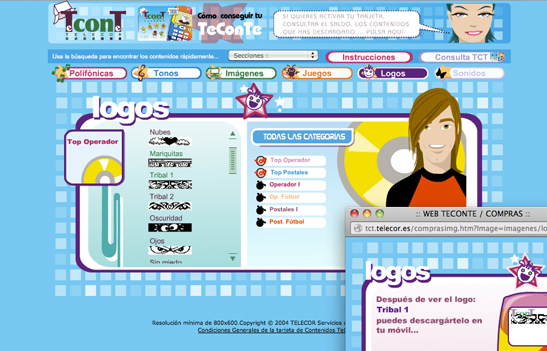 TconT
TELECOR
TconT
Cómo conseguir tu
TeConTe
SI QUIERES ACTIVAR TU TARJETA,
CONSULTAR EL SALDO, LOS CONTENIDOS
QUE HAS DESCARGADO... PULSA AQUÍ.
Usa la búsqueda para encontrar los contenidos rápidamente...
Secciones
Instrucciones
Consulta TCT
Polifónicas
Tonos
Imágenes
Juegos
Logos
Sonidos
logos
Top Operador
Nubes
Mariquitas
Tribal 1
Tribal 2
Oscuridad
Ojos
Sin miedo
TODAS LAS CATEGORIAS
Top Operador
Top Postales
Operador I
Op. Fútbol
Postales I
Post. Fútbol
:: WEB TECONTE / COMPRAS ::
tct.telecor.es/comprasimg.htm?Image=imagenes/lo
logos
Después de ver el logo:
Tribal 1
puedes descargártelo en
tu móvil...
Resolución mínima de 800x600.Copyright © 2004 TELECOR Servicios
Condiciones Generales de la tarjeta de Contenidos Tel